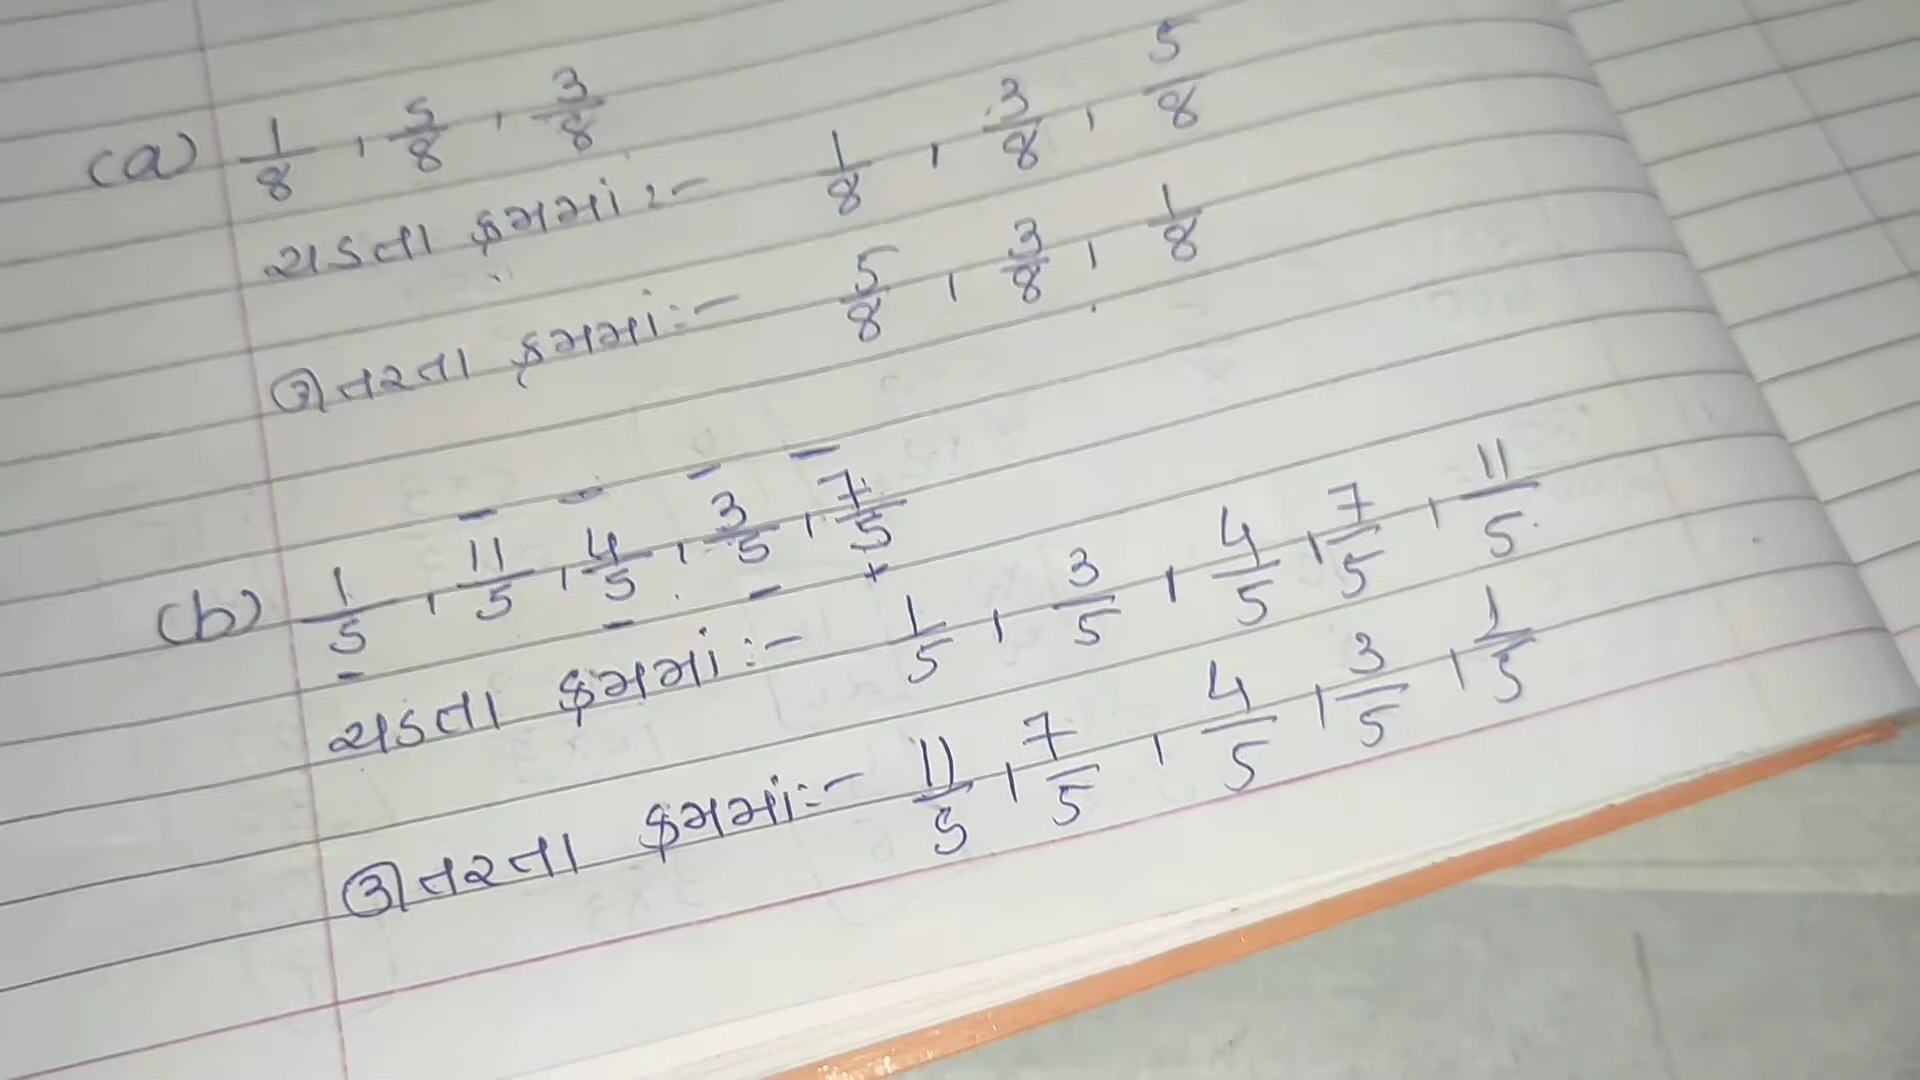 (a) 1/8 , 5/8 , 3/8
ચડતા ક્રમમાં :- 1/8 , 3/8 , 5/8
ઊતરતા ક્રમમાં :- 5/8 , 3/8 , 1/8
(b) 1/5 , 11/5 , 4/5 , 3/5 , 7/5
ચડતા ક્રમમાં :- 1/5 , 3/5 , 4/5 , 7/5 , 11/5
ઊતરતા ક્રમમાં :- 11/5 , 7/5 , 4/5 , 3/5 , 1/5